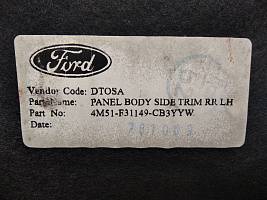 Ford
Vendor Code: DTOSA
Part Name: PANEL BODY SIDE TRIM RR LH
Part No: 4M51-F31149-CB3YYW
Date: